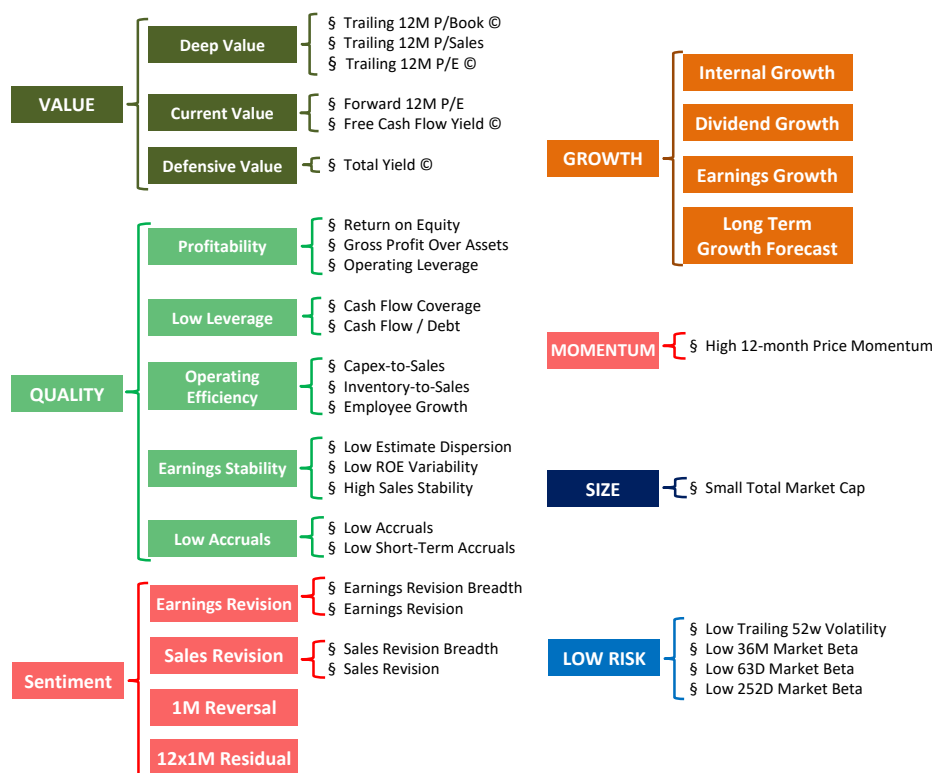 VALUE
Deep Value
§ Trailing 12M P/Book ©
§ Trailing 12M P/Sales
§ Trailing 12M P/E ©
Current Value
§ Forward 12M P/E
§ Free Cash Flow Yield ©
Defensive Value
§ Total Yield ©
QUALITY
Profitability
§ Return on Equity
§ Gross Profit Over Assets
§ Operating Leverage
Low Leverage
§ Cash Flow Coverage
§ Cash Flow / Debt
Operating
Efficiency
§ Capex-to-Sales
§ Inventory-to-Sales
§ Employee Growth
Earnings Stability
§ Low Estimate Dispersion
§ Low ROE Variability
§ High Sales Stability
Low Accruals
§ Low Accruals
§ Low Short-Term Accruals
Sentiment
Earnings Revision
§ Earnings Revision Breadth
§ Earnings Revision
Sales Revision
§ Sales Revision Breadth
§ Sales Revision
1M Reversal
12x1M Residual
GROWTH
Internal Growth
Dividend Growth
Earnings Growth
Long Term
Growth Forecast
MOMENTUM
§ High 12-month Price Momentum
SIZE
§ Small Total Market Cap
LOW RISK
§ Low Trailing 52w Volatility
§ Low 36M Market Beta
§ Low 63D Market Beta
§ Low 252D Market Beta